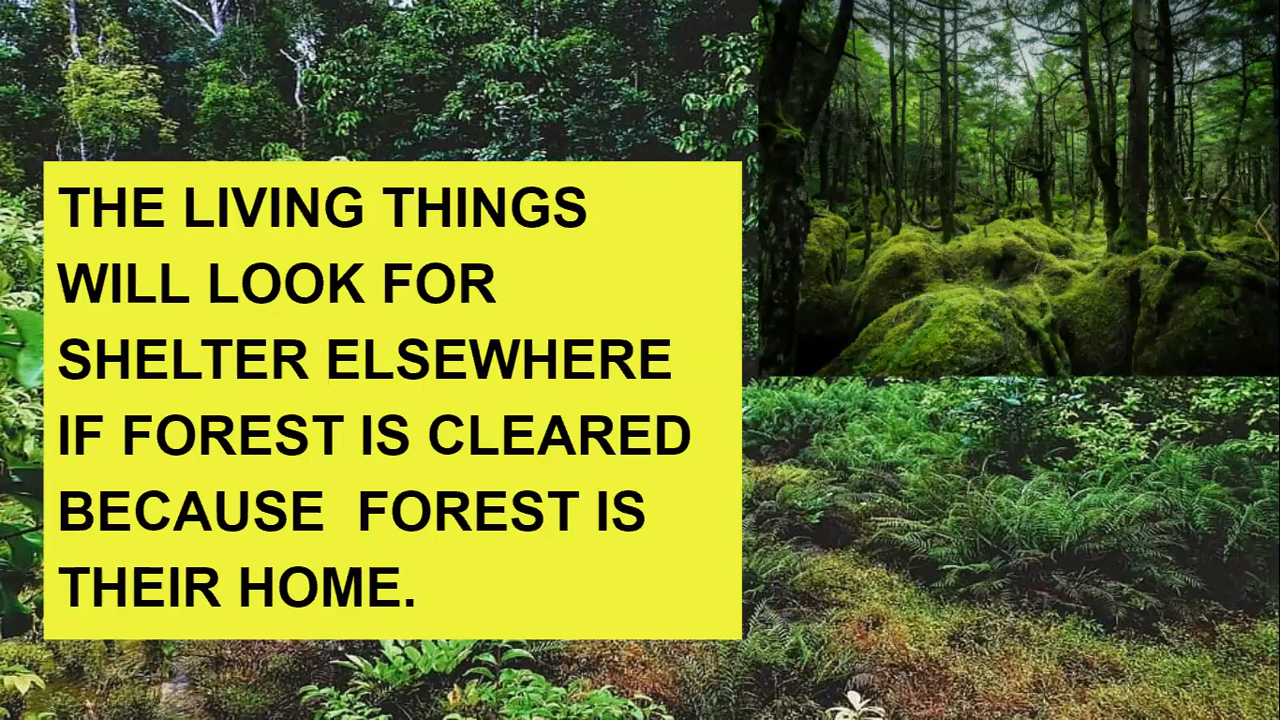 THE LIVING THINGS
WILL LOOK FOR
SHELTER ELSEWHERE
IF FOREST IS CLEARED
BECAUSE  FOREST IS
THEIR HOME.